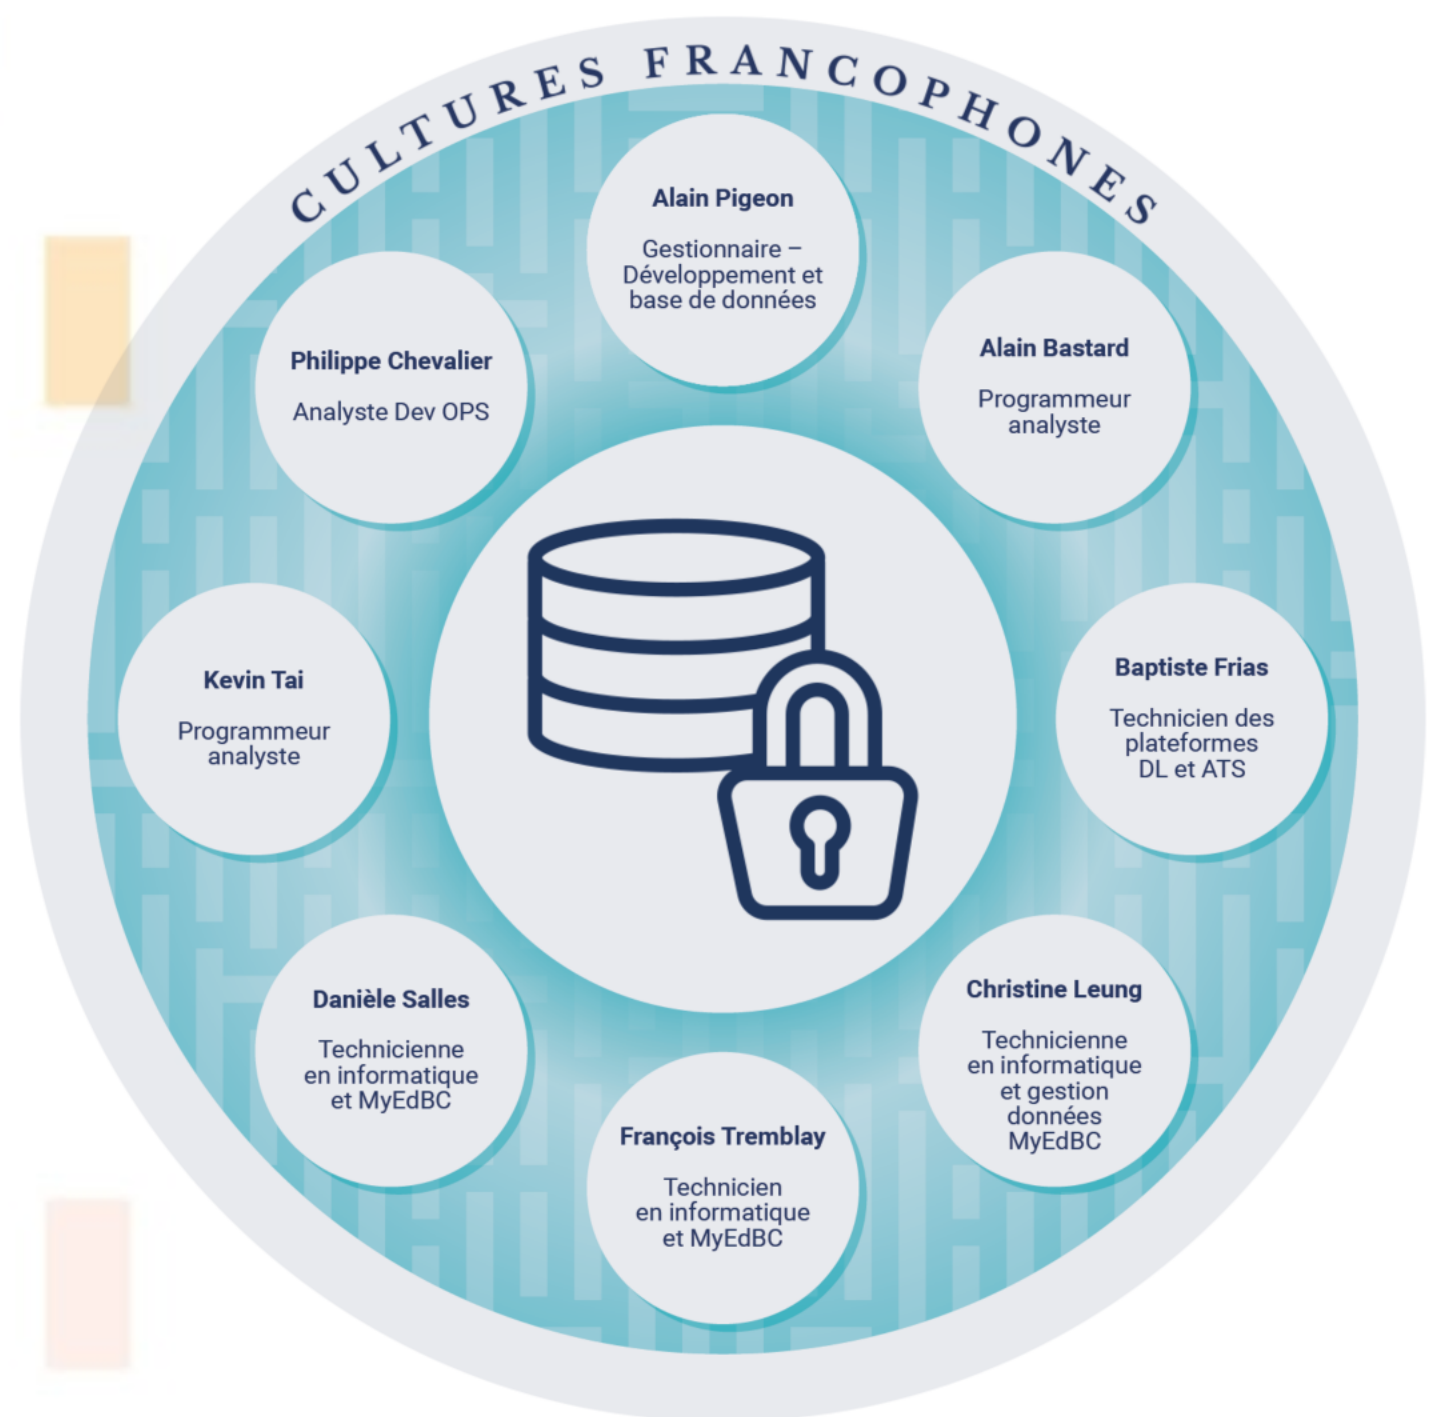 CULTURES FRANCOPHONES
Alain Pigeon
Gestionnaire –
Développement et
base de données
Alain Bastard
Programmeur
analyste
Baptiste Frias
Technicien des
plateformes
DL et ATS
Christine Leung
Technicienne
en informatique
et gestion
données
MyEdBC
François Tremblay
Technicien
en informatique
et MyEdBC
Danièle Salles
Technicienne
en informatique
et MyEdBC
Kevin Tai
Programmeur
analyste
Philippe Chevalier
Analyste Dev OPS